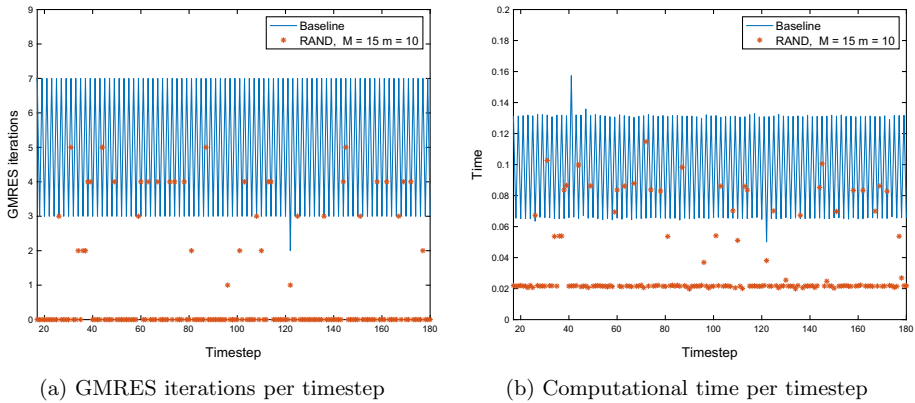 9
8
7
6
5
4
3
2
1
0
GMRES iterations
Baseline
RAND, M = 15 m = 10
20 40 60 80 100 120 140 160 180
Timestep
(a) GMRES iterations per timestep
0.2
0.18
0.16
0.14
0.12
0.1
0.08
0.06
0.04
0.02
0
Time
Baseline
RAND, M = 15 m = 10
20 40 60 80 100 120 140 160 180
Timestep
(b) Computational time per timestep